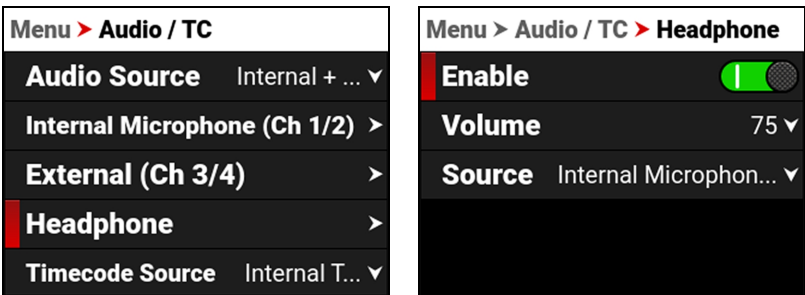 Menu ➤ Audio / TC
Audio Source Internal + ...
Internal Microphone (Ch 1/2)
External (Ch 3/4)
Headphone
Timecode Source Internal T...
Menu ➤ Audio / TC ➤ Headphone
Enable
Volume 75
Source Internal Microphon...